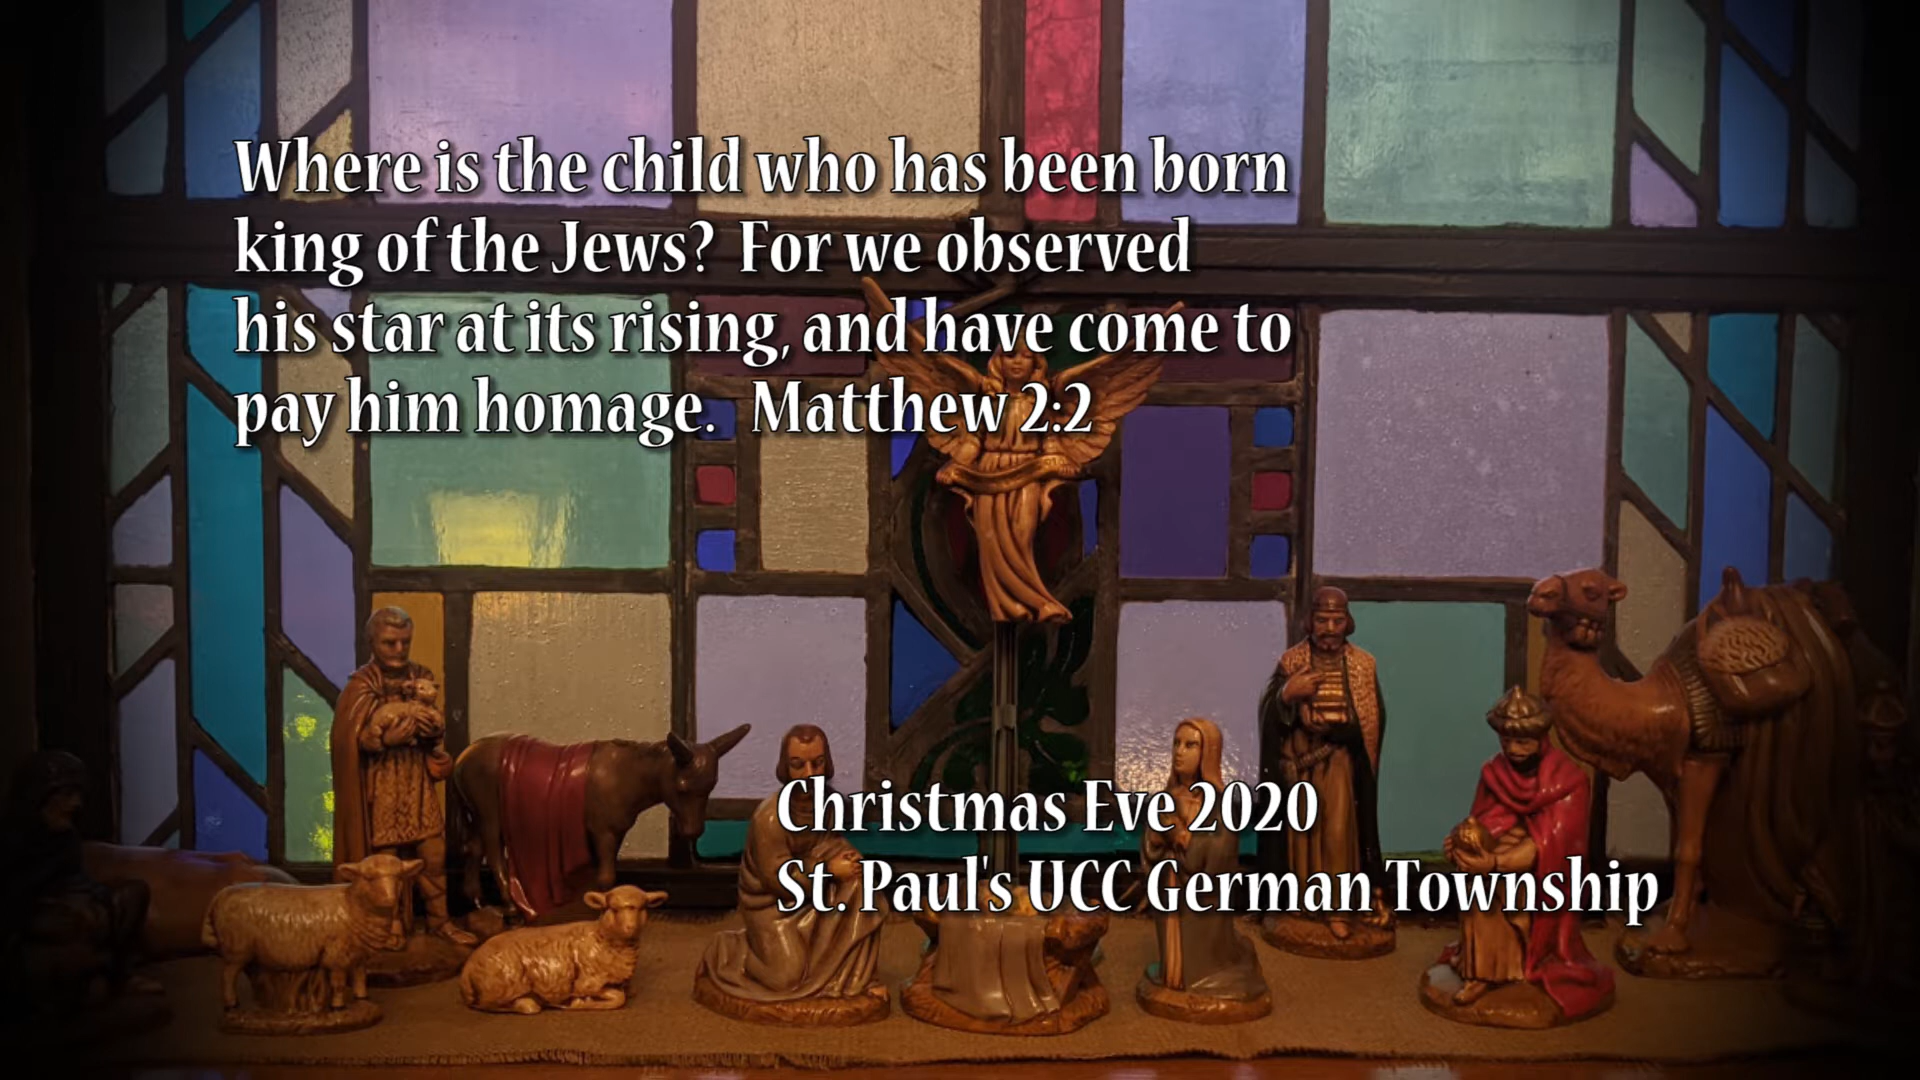 Where is the child who has been born
king of the Jews?  For we observed
his star at its rising, and have come to
pay him homage.   Matthew 2:2
Christmas Eve 2020
St. Paul's UCC German Township